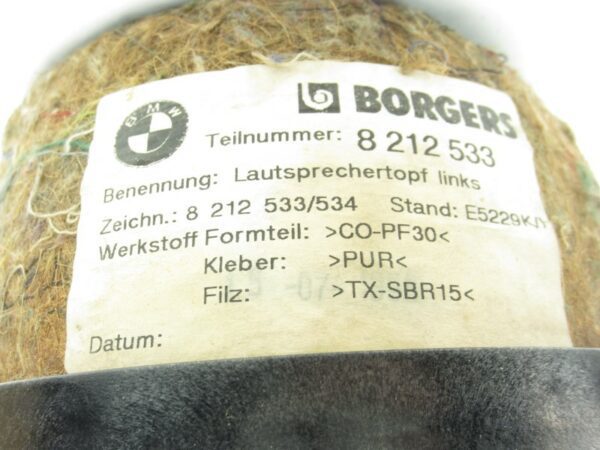 BMW
BORGERS
Teilnummer: 8 212 533
Benennung: Lautsprechertopf links
Zeichn.: 8 212 533/534 Stand:
Werkstoff Formteil: >CO-PF30<
Kleber: >PUR<
Filz: >TX-SBR15<
Datum: